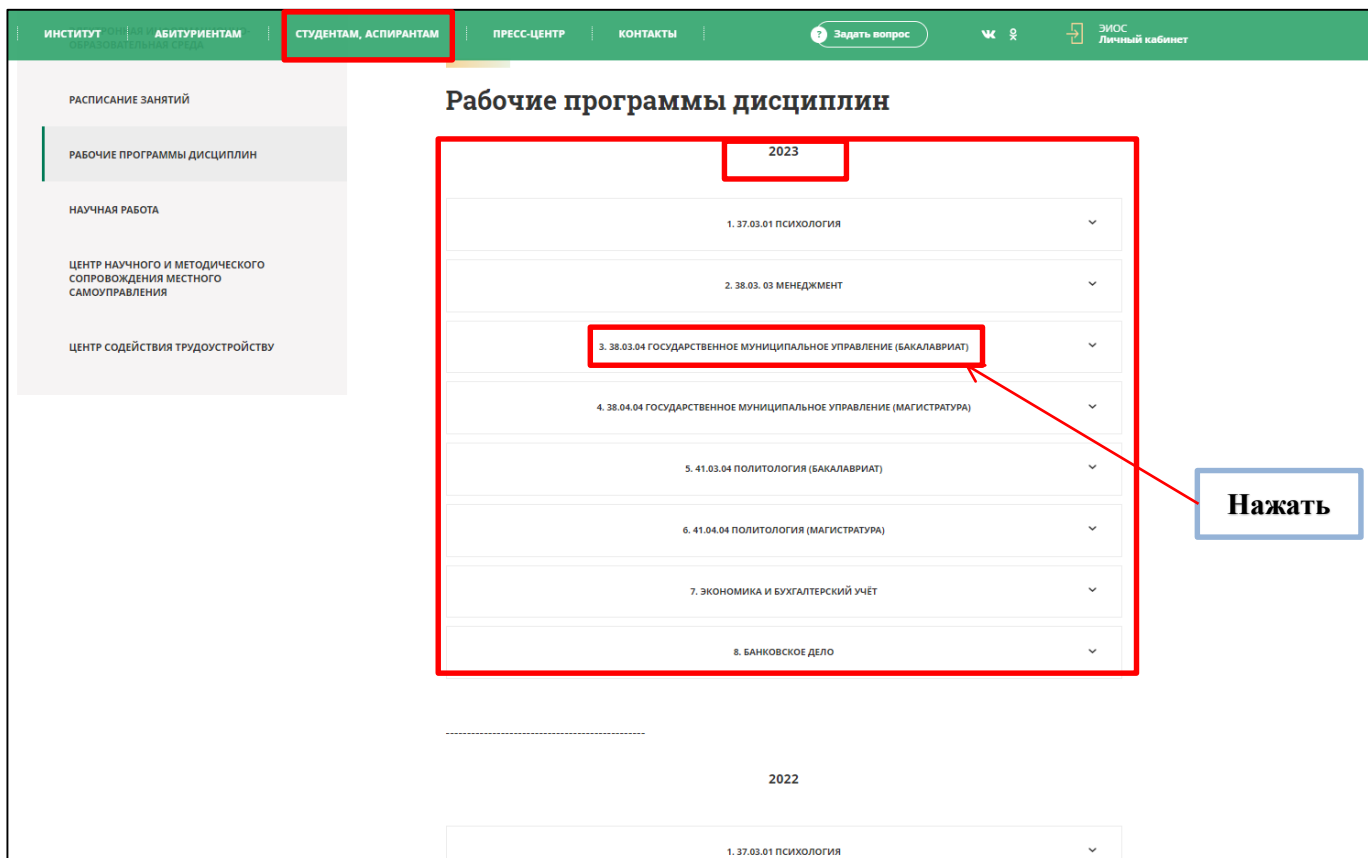 ИНСТИТУТ
АБИТУРИЕНТАМ
СТУДЕНТАМ, АСПИРАНТАМ
ПРЕСС-ЦЕНТР
КОНТАКТЫ
? Задать вопрос
ЭИОС
Личный кабинет
ОБРАЗОВАТЕЛЬНАЯ СРЕДА
РАСПИСАНИЕ ЗАНЯТИЙ
РАБОЧИЕ ПРОГРАММЫ ДИСЦИПЛИН
НАУЧНАЯ РАБОТА
ЦЕНТР НАУЧНОГО И МЕТОДИЧЕСКОГО
СОПРОВОЖДЕНИЯ МЕСТНОГО
САМОУПРАВЛЕНИЯ
ЦЕНТР СОДЕЙСТВИЯ ТРУДОУСТРОЙСТВУ
Рабочие программы дисциплин
2023
1. 37.03.01 ПСИХОЛОГИЯ
2. 38.03. 03 МЕНЕДЖМЕНТ
3. 38.03.04 ГОСУДАРСТВЕННОЕ МУНИЦИПАЛЬНОЕ УПРАВЛЕНИЕ (БАКАЛАВРИАТ)
4. 38.04.04 ГОСУДАРСТВЕННОЕ МУНИЦИПАЛЬНОЕ УПРАВЛЕНИЕ (МАГИСТРАТУРА)
5. 41.03.04 ПОЛИТОЛОГИЯ (БАКАЛАВРИАТ)
6. 41.04.04 ПОЛИТОЛОГИЯ (МАГИСТРАТУРА)
7. ЭКОНОМИКА И БУХГАЛТЕРСКИЙ УЧЁТ
8. БАНКОВСКОЕ ДЕЛО
Нажать
-----------------------------------------------
2022
1. 37.03.01 ПСИХОЛОГИЯ